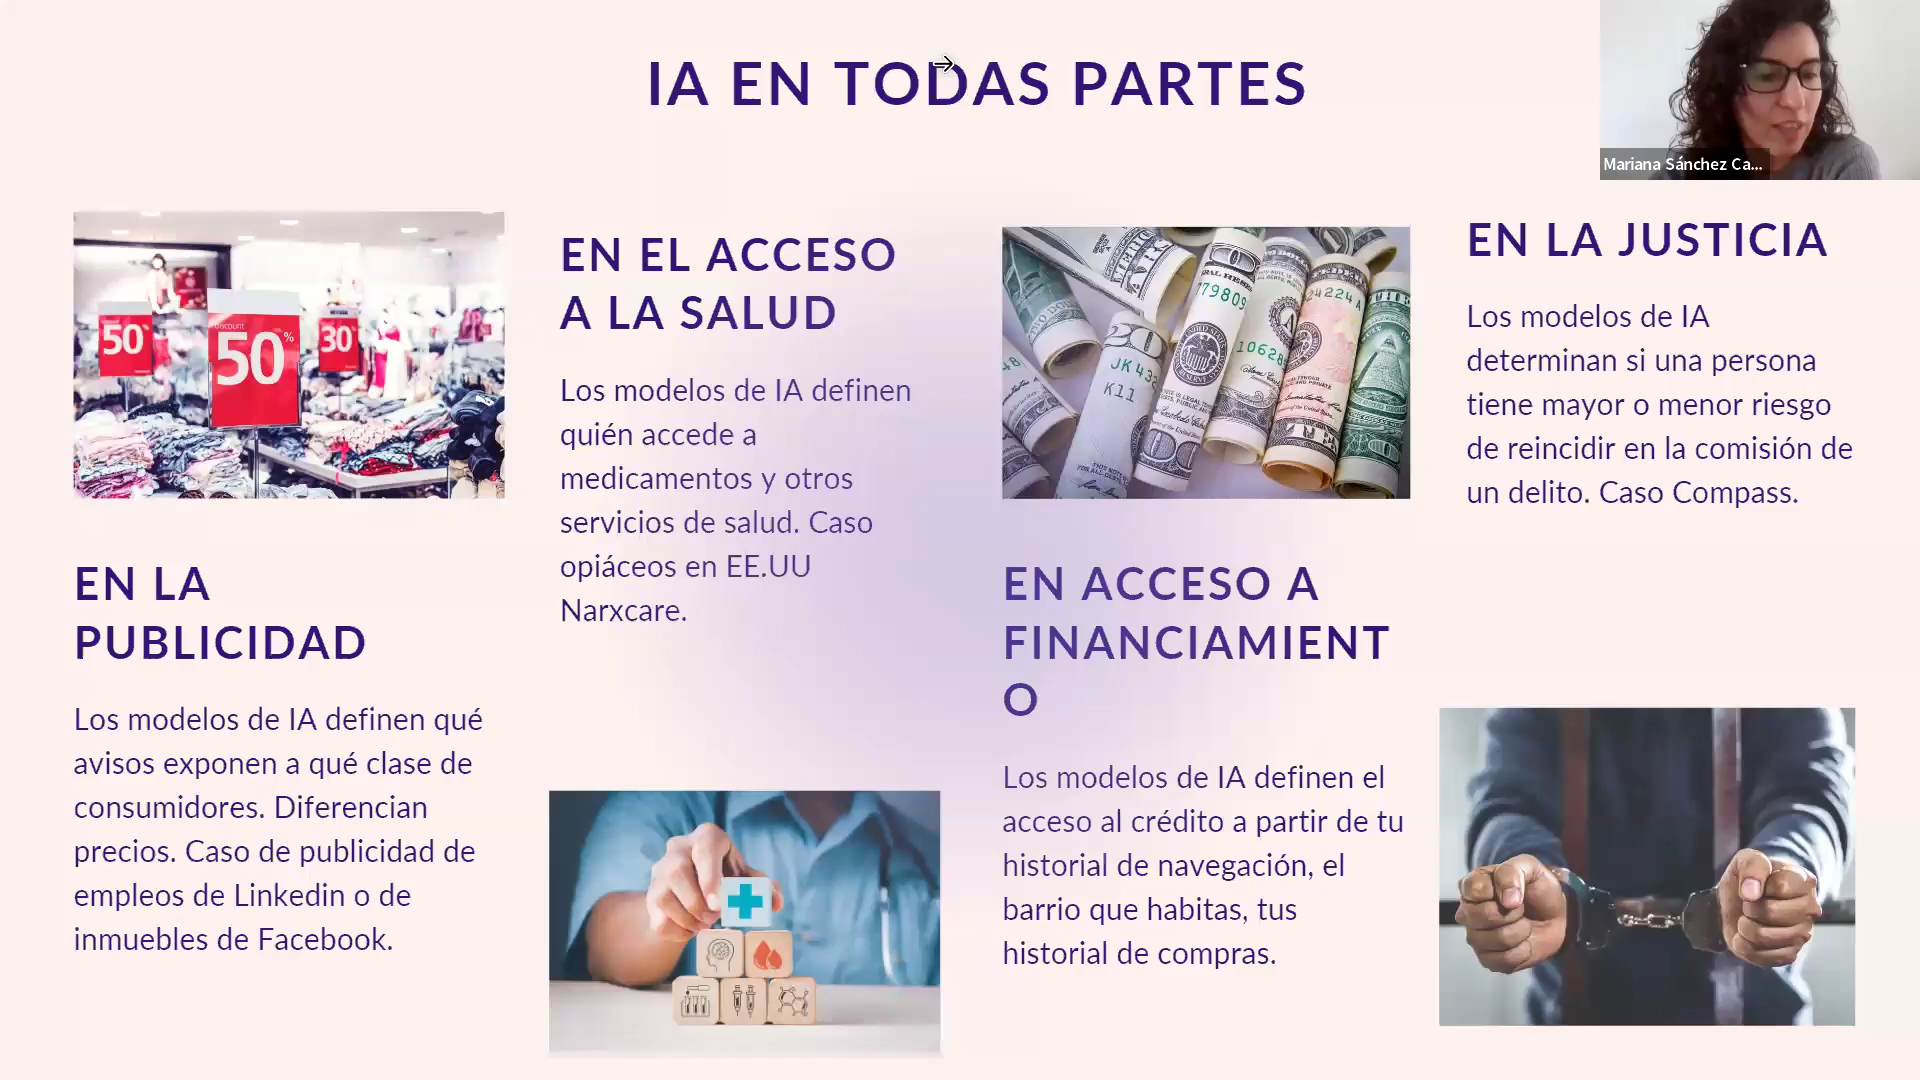 IA EN TODAS PARTES
Mariana Sánchez Ca...
50%
discount
50%
30%
EN LA
PUBLICIDAD
Los modelos de IA definen qué
avisos exponen a qué clase de
consumidores. Diferencian
precios. Caso de publicidad de
empleos de Linkedin o de
inmuebles de Facebook.
EN EL ACCESO
A LA SALUD
Los modelos de IA definen
quién accede a
medicamentos y otros
servicios de salud. Caso
opiáceos en EE.UU
Narxcare.
EN ACCESO A
FINANCIAMIENT
O
Los modelos de IA definen el
acceso al crédito a partir de tu
historial de navegación, el
barrio que habitas, tus
historial de compras.
EN LA JUSTICIA
Los modelos de IA
determinan si una persona
tiene mayor o menor riesgo
de reincidir en la comisión de
un delito. Caso Compass.